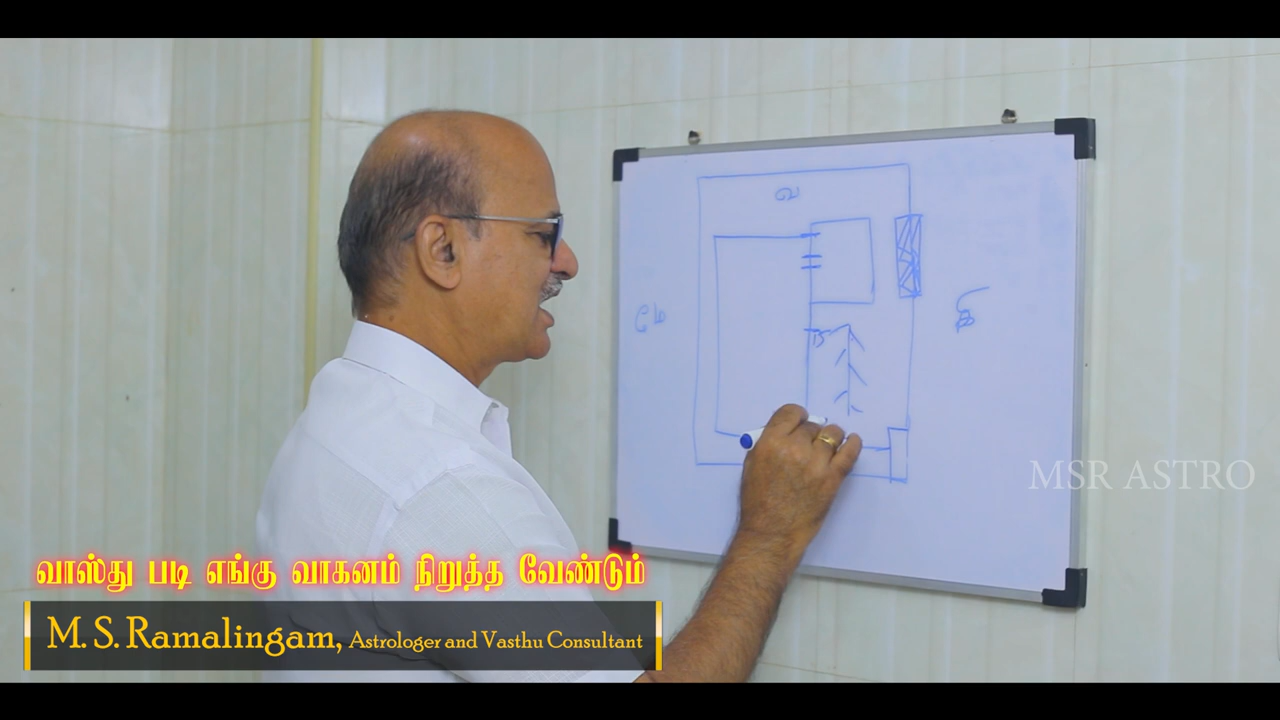 வ
மே
கி
MSR ASTRO
வாஸ்து படி எங்கு வாகனம் நிறுத்த வேண்டும்
M. S. Ramalingam, Astrologer and Vasthu Consultant